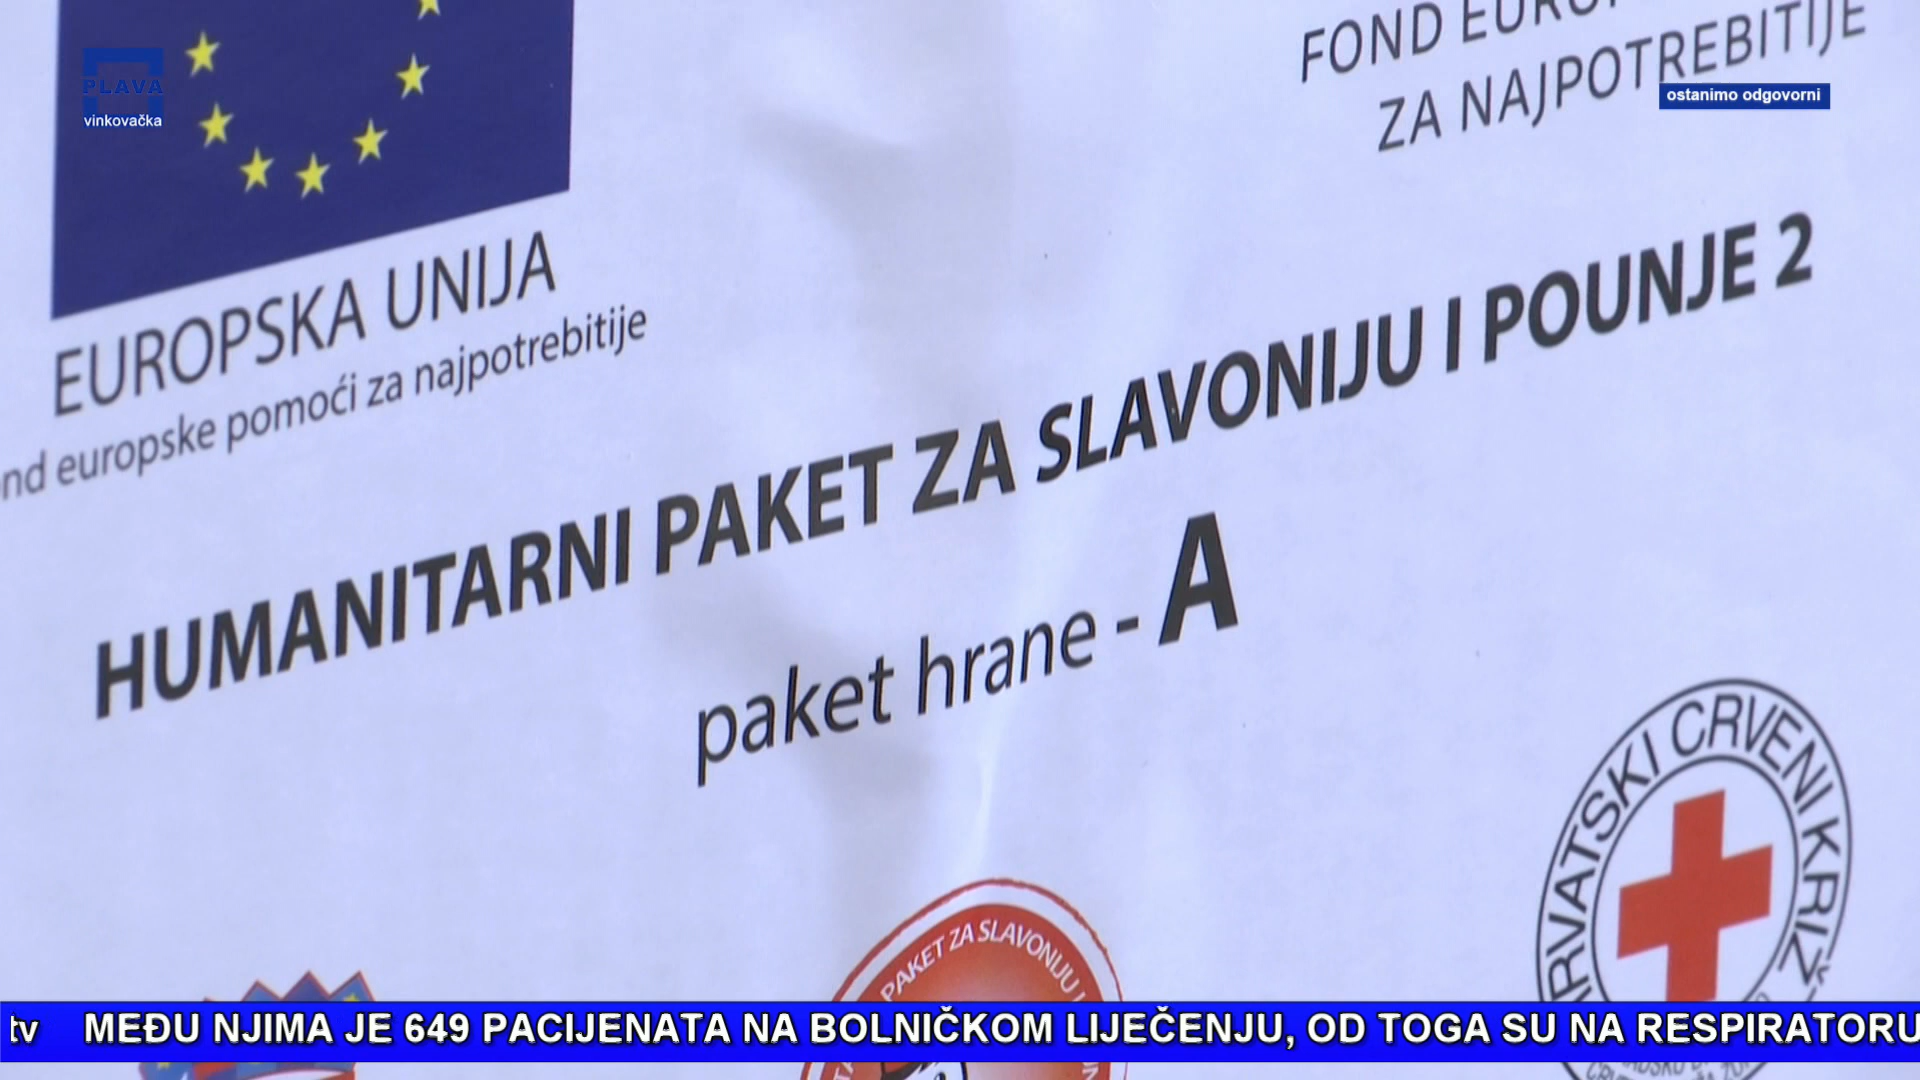 PLAVA
vinkovačka
FOND
ZA NAJPOTREBITIJE
ostanimo odgovorni
EUROPSKA UNIJA
europske pomoći za najpotrebitije
HUMANITARNI PAKET ZA SLAVONIJU I POUNJE 2
paket hrane - A
HRVATSKI CRVENI KRIŽ
PAKET ZA SLAVONIJU I
tv MEĐU NJIMA JE 649 PACIJENATA NA BOLNIČKOM LIJEČENJU, OD TOGA SU NA RESPIRATORU